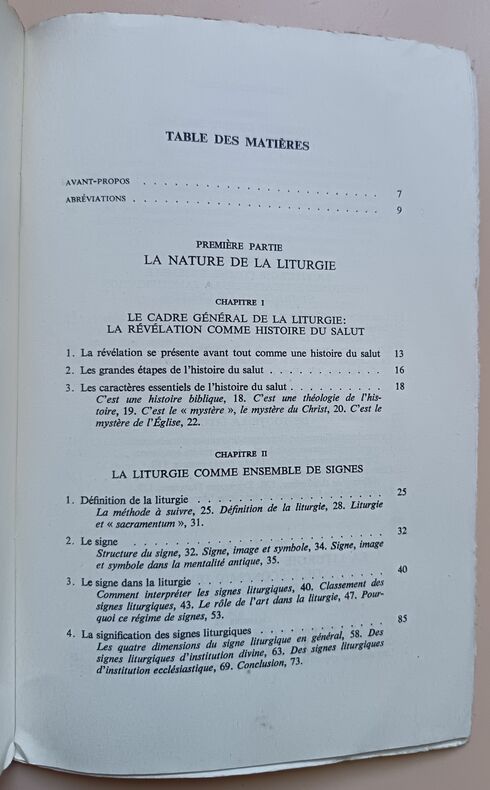 TABLE DES MATIÈRES
AVANT-PROPOS . . . . . . . . . . . . . . . . . . . . . . . 7
ABRÉVIATIONS . . . . . . . . . . . . . . . . . . . . . . . 9
PREMIÈRE PARTIE
LA NATURE DE LA LITURGIE
CHAPITRE I
LE CADRE GÉNÉRAL DE LA LITURGIE:
LA RÉVÉLATION COMME HISTOIRE DU SALUT
1. La révélation se présente avant tout comme une histoire du salut 13
2. Les grandes étapes de l'histoire du salut . . . . . . . . . . . 16
3. Les caractères essentiels de l'histoire du salut . . . . . . . . . 18
C'est une histoire biblique, 18. C'est une théologie de l'his-
toire, 19. C'est le « mystère », le mystère du Christ, 20. C'est le
mystère de l'Église, 22.
CHAPITRE II
LA LITURGIE COMME ENSEMBLE DE SIGNES
1. Définition de la liturgie . . . . . . . . . . . . . . . . . . 25
La méthode à suivre, 25. Définition de la liturgie, 28. Liturgie
et « sacramentum », 31.
2. Le signe . . . . . . . . . . . . . . . . . . . . . . . . 32
Structure du signe, 32. Signe, image et symbole, 34. Signe, image
et symbole dans la mentalité antique, 35.
3. Le signe dans la liturgie . . . . . . . . . . . . . . . . . . 40
Comment interpréter les signes liturgiques, 40. Classement des
signes liturgiques, 43. Le rôle de l'art dans la liturgie, 47. Pour-
quoi ce régime de signes, 53.
4. La signification des signes liturgiques . . . . . . . . . . . . 85
Les quatre dimensions du signe liturgique en général, 58. Des
signes liturgiques d'institution divine, 63. Des signes liturgiques
d'institution ecclésiastique, 69. Conclusion, 73.